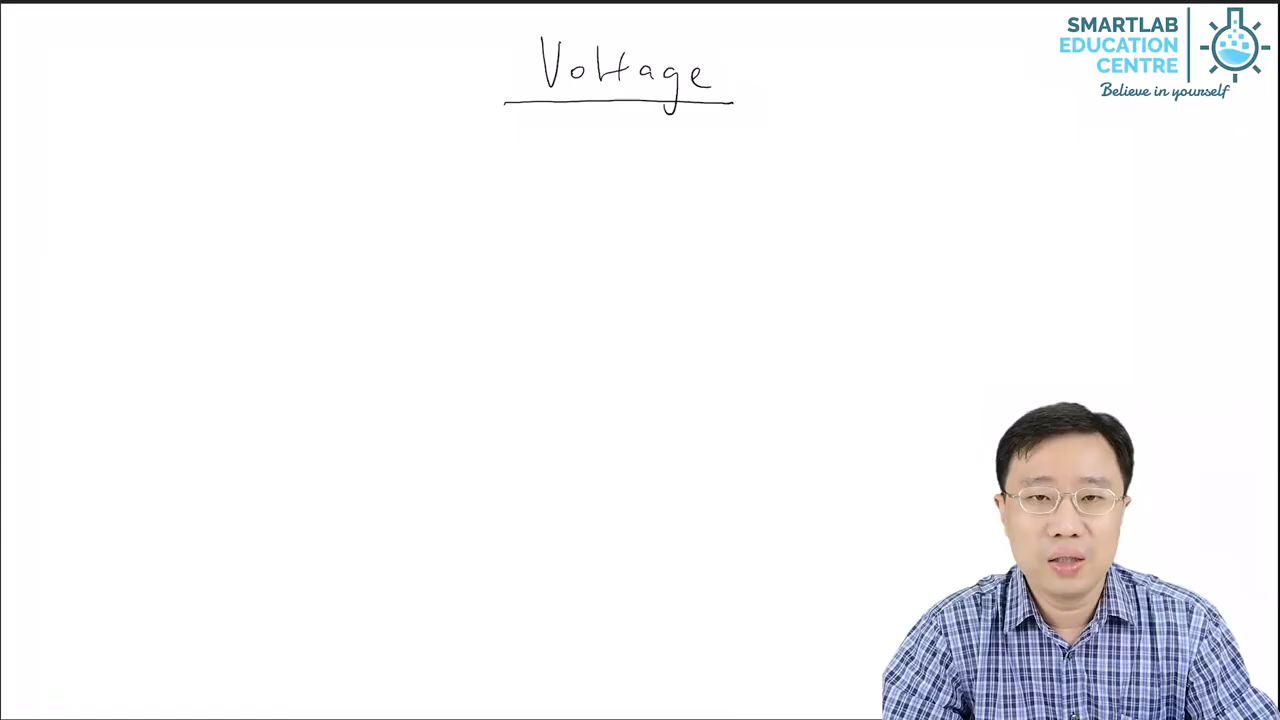 Voltage
SMARTLAB
EDUCATION
CENTRE
Believe in yourself